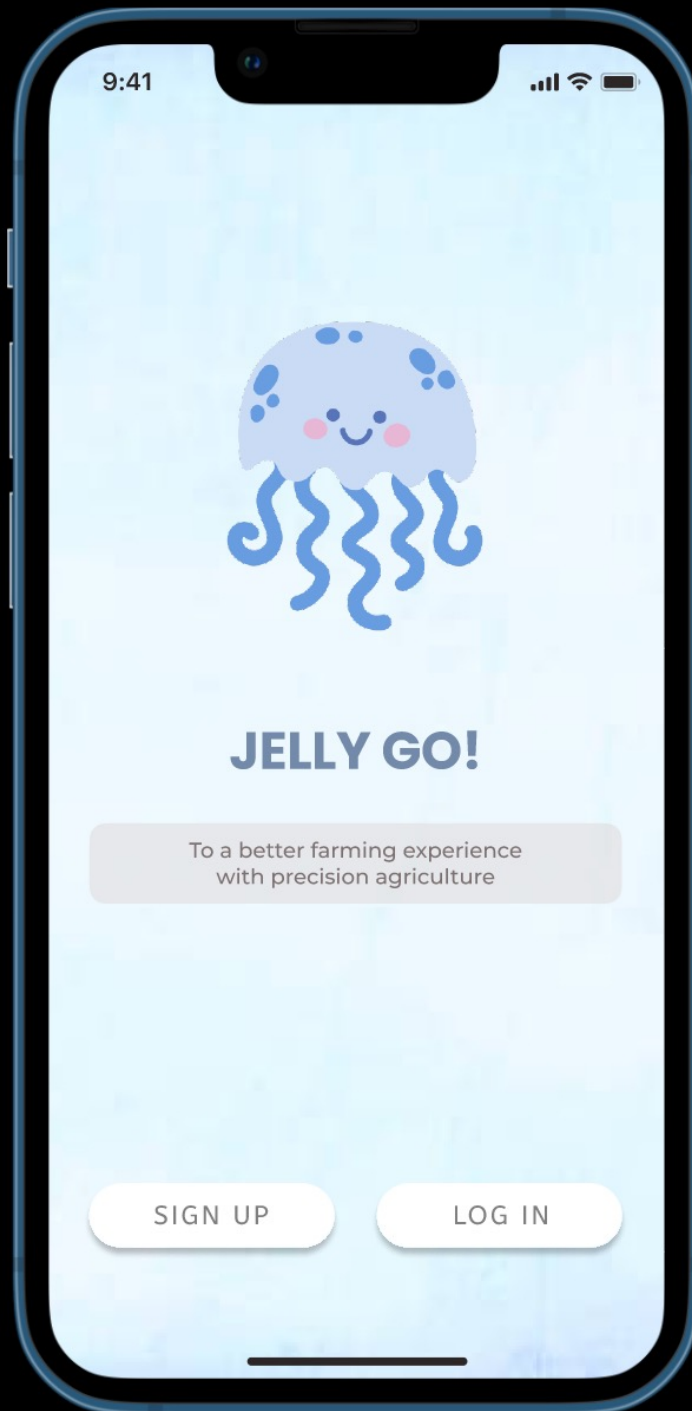 9:41
JELLY GO!
To a better farming experience
with precision agriculture
SIGN UP
LOG IN